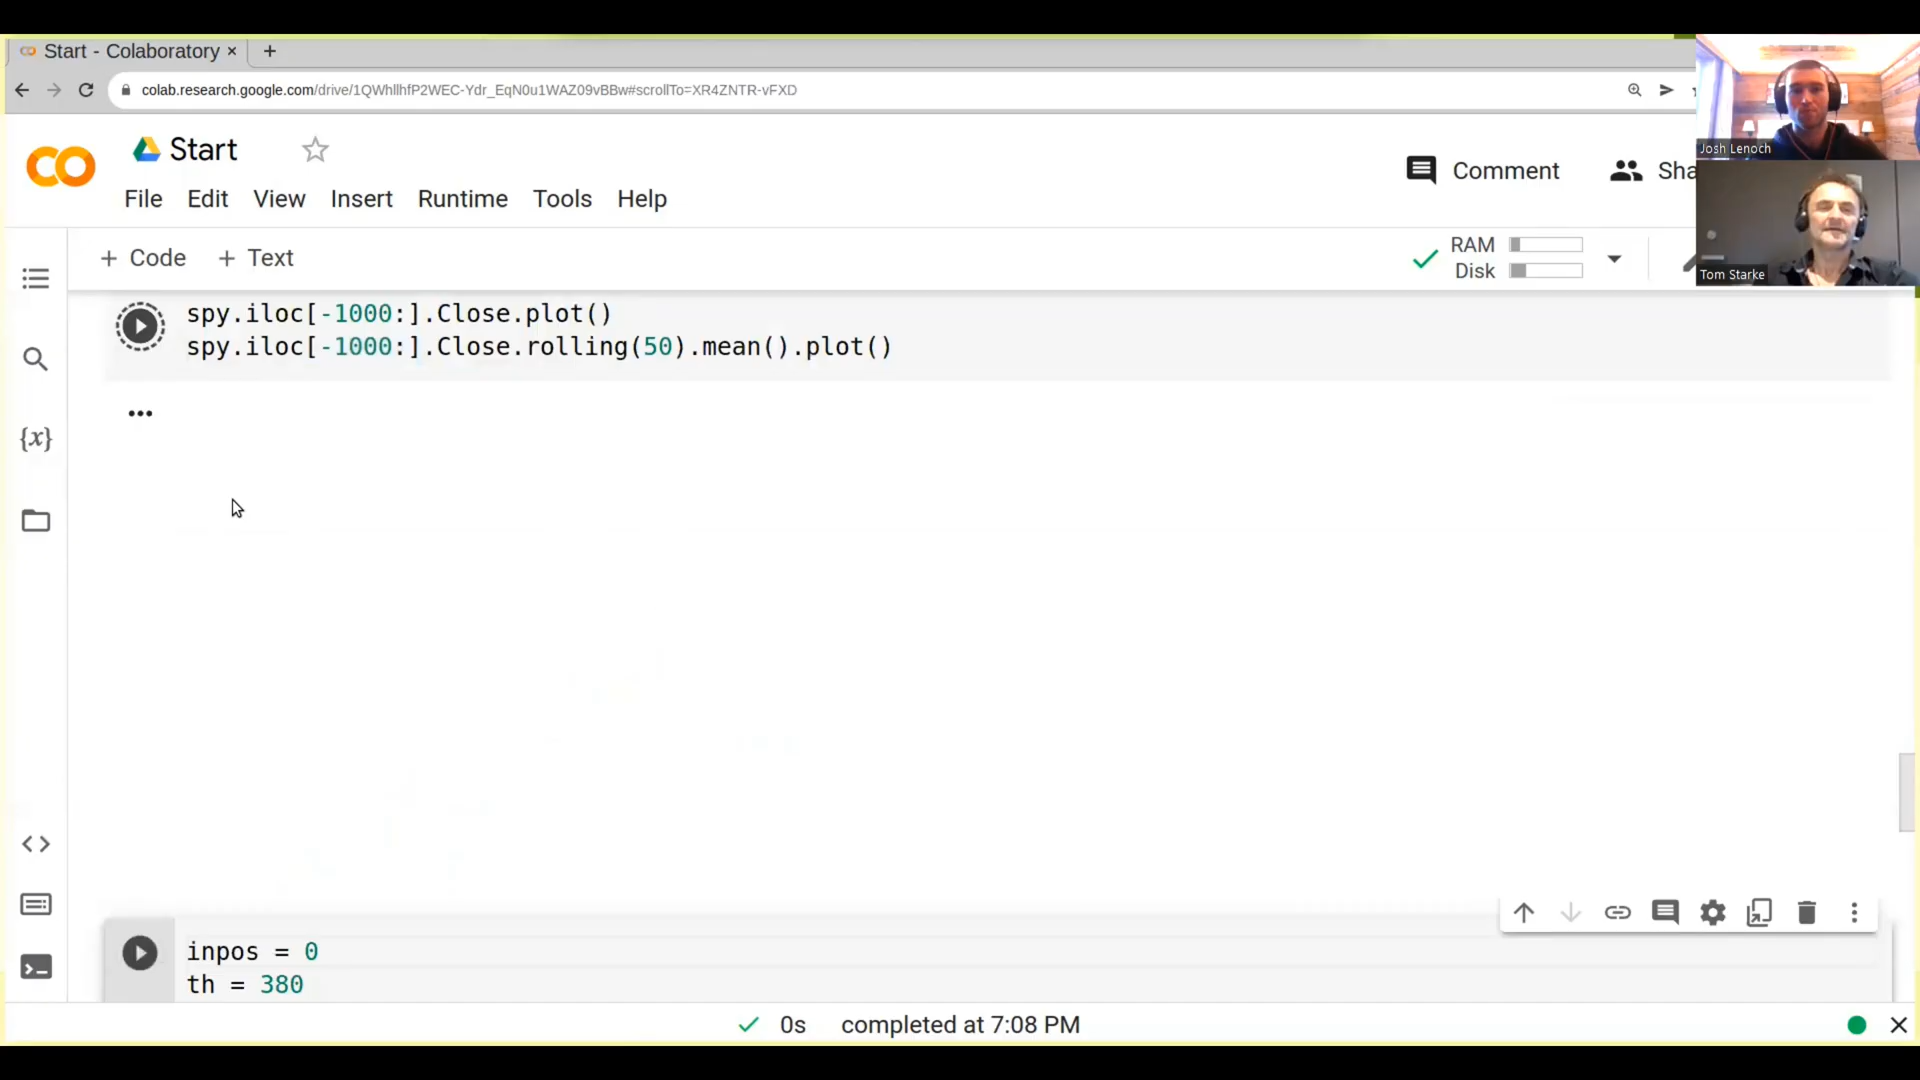 Start - Colaboratory
colab.research.google.com/drive/1QWhllhfP2WEC-Ydr_EqN0u1WAZ09vBBw#scrollTo=XR4ZNTR-vFXD
Start
File Edit View Insert Runtime Tools Help
Comment
Sha
Josh Lenoch
Tom Starke
+ Code + Text
RAM
Disk
spy.iloc[-1000:].Close.plot()
spy.iloc[-1000:].Close.rolling(50).mean().plot()
{x}
inpos = 0
th = 380
0s completed at 7:08 PM